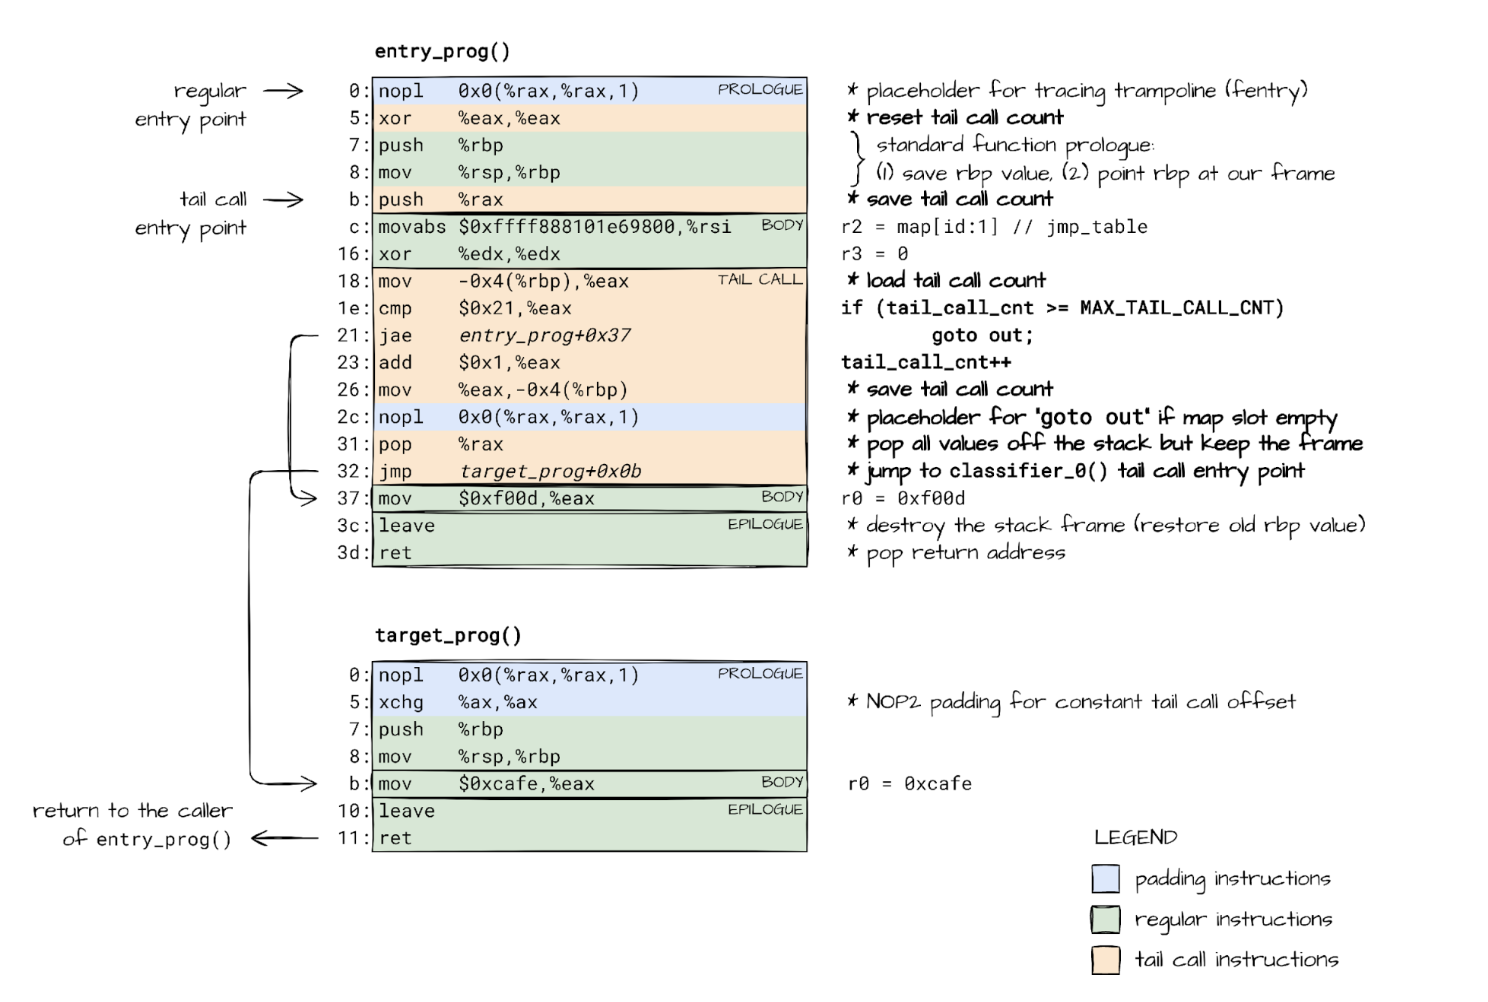 entry_prog()
regular entry point
0: nopl 0x0(%rax,%rax,1) PROLOGUE * placeholder for tracing trampoline (fentry)
5: xor %eax,%eax * reset tail call count
7: push %rbp standard function prologue:
8: mov %rsp,%rbp (1) save rbp value, (2) point rbp at our frame
tail call entry point
b: push %rax * save tail call count
c: movabs $0xffff888101e69800,%rsi BODY r2 = map[id:1] // jmp_table
16: xor %edx,%edx r3 = 0
18: mov -0x4(%rbp),%eax TAIL CALL * load tail call count
1e: cmp $0x21,%eax if (tail_call_cnt >= MAX_TAIL_CALL_CNT)
21: jae entry_prog+0x37 goto out;
23: add $0x1,%eax tail_call_cnt++
26: mov %eax,-0x4(%rbp) * save tail call count
2c: nopl 0x0(%rax,%rax,1) * placeholder for "goto out" if map slot empty
31: pop %rax * pop all values off the stack but keep the frame
32: jmp target_prog+0x0b * jump to classifier_0() tail call entry point
37: mov $0xf00d,%eax BODY r0 = 0xf00d
3c: leave EPILOGUE * destroy the stack frame (restore old rbp value)
3d: ret * pop return address
target_prog()
0: nopl 0x0(%rax,%rax,1) PROLOGUE
5: xchg %ax,%ax * NOP2 padding for constant tail call offset
7: push %rbp
8: mov %rsp,%rbp
b: mov $0xcafe,%eax BODY r0 = 0xcafe
10: leave EPILOGUE
11: ret
return to the caller
of entry_prog()
LEGEND
padding instructions
regular instructions
tail call instructions